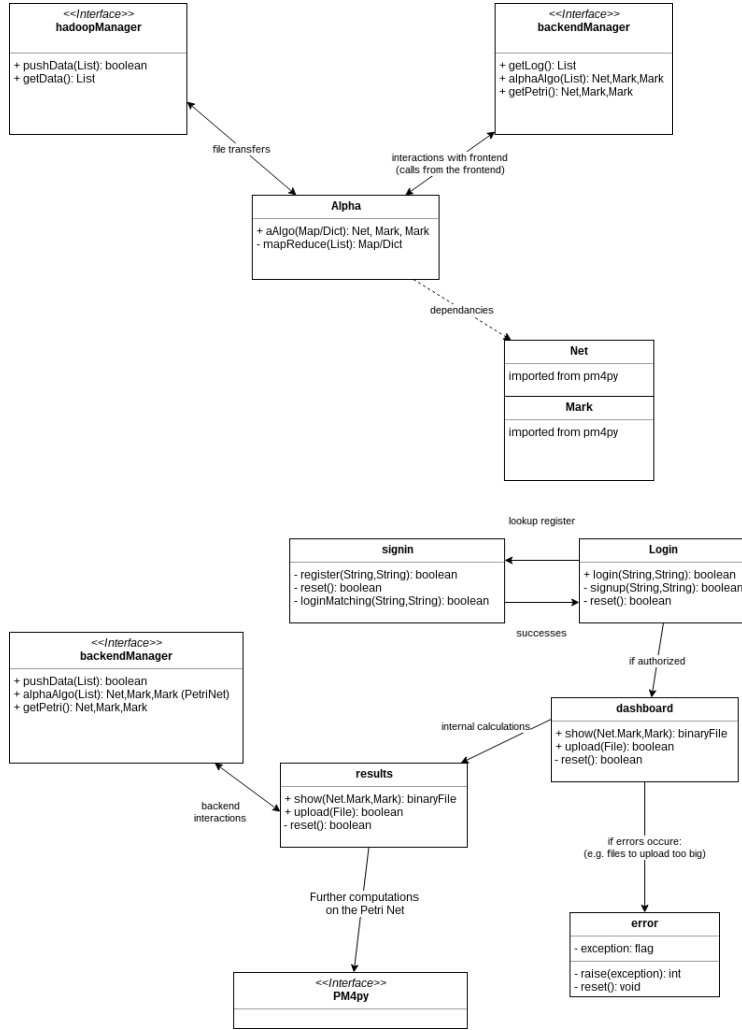 <<Interface>>
hadoopManager
+ pushData(List): boolean
+ getData(): List
<<Interface>>
backendManager
+ getLog(): List
+ alphaAlgo(List): Net,Mark,Mark
+ getPetri(): Net,Mark,Mark
file transfers
interactions with frontend
(calls from the frontend)
Alpha
+ aAlgo(Map/Dict): Net, Mark, Mark
- mapReduce(List): Map/Dict
dependancies
Net
imported from pm4py
Mark
imported from pm4py
lookup register
signin
- register(String,String): boolean
- reset(): boolean
- loginMatching(String,String): boolean
Login
+ login(String,String): boolean
- signup(String,String): boolean
- reset(): boolean
successes
<<Interface>>
backendManager
+ pushData(List): boolean
+ alphaAlgo(List): Net,Mark,Mark (PetriNet)
+ getPetri(): Net,Mark,Mark
if authorized
dashboard
+ show(Net.Mark,Mark): binaryFile
+ upload(File): boolean
- reset(): boolean
internal calculations
results
+ show(Net.Mark,Mark): binaryFile
+ upload(File): boolean
- reset(): boolean
backend
interactions
if errors occure:
(e.g. files to upload too big)
Further computations
on the Petri Net
error
- exception: flag
- raise(exception): int
- reset(): void
<<Interface>>
PM4py